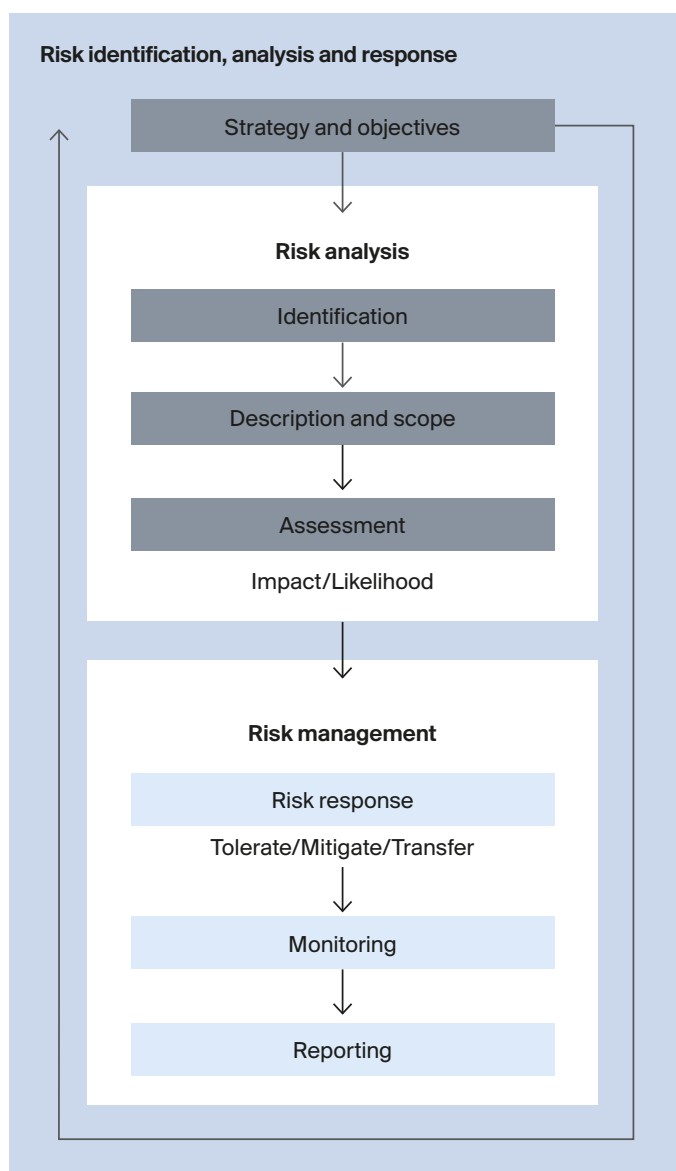 Risk identification, analysis and response
Strategy and objectives
Risk analysis
Identification
Description and scope
Assessment
Impact/Likelihood
Risk management
Risk response
Tolerate/Mitigate/Transfer
Monitoring
Reporting